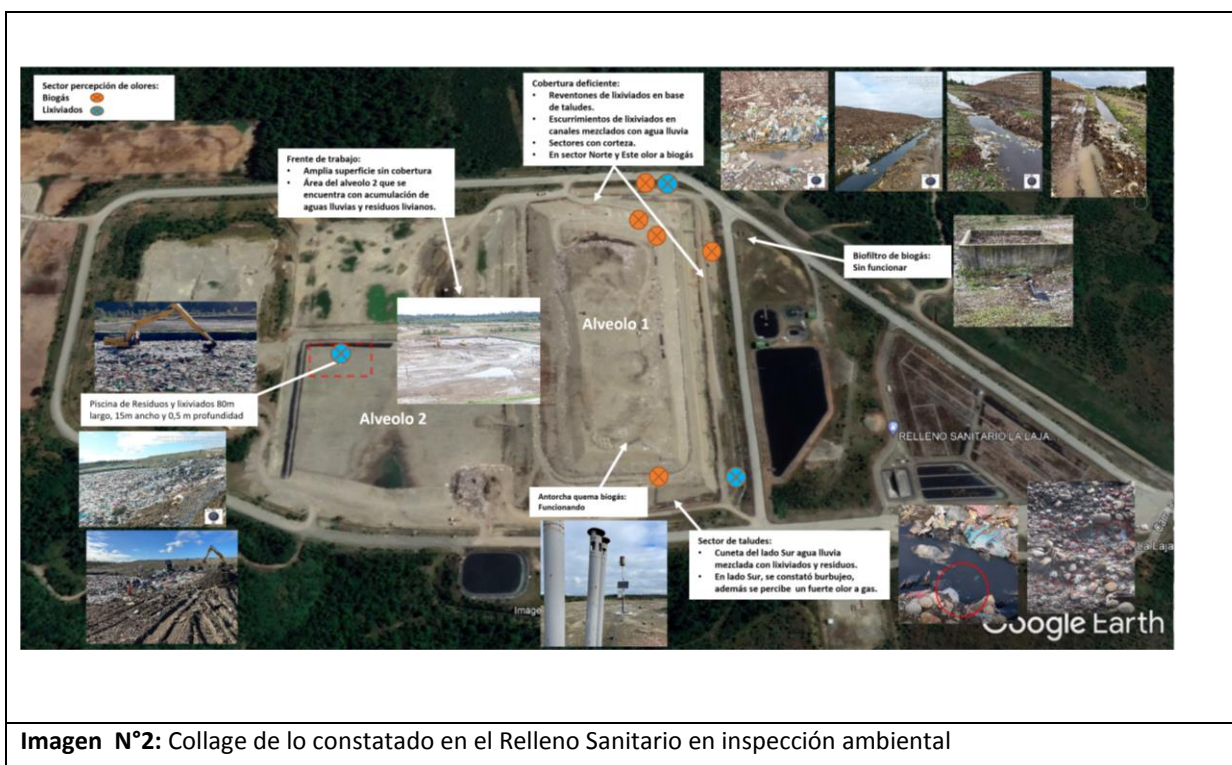 Sector percepción de olores:
Biogás
Lixiviados
Cobertura deficiente:
• Reventones de lixiviados en base
de taludes.
• Escurrimientos de lixiviados en
canales mezclados con agua lluvia
• Sectores con corteza.
• En sector Norte y Este olor a biogás
Frente de trabajo:
• Amplia superficie sin cobertura
• Área del alveolo 2 que se
encuentra con acumulación de
aguas lluvias y residuos livianos.
Biofiltro de biogás:
Sin funcionar
Alveolo 1
Piscina de Residuos y lixiviados 80m
largo, 15m ancho y 0,5 m profundidad
Alveolo 2
RELLENO SANITARIO LA LAJA...
Antorcha quema biogás:
Funcionando
Sector de taludes:
• Cuneta del lado Sur agua lluvia
mezclada con lixiviados y residuos.
• En lado Sur, se constató burbujeo,
además se percibe un fuerte olor a gas.
La Laja
Image
Google Earth
Imagen N°2: Collage de lo constatado en el Relleno Sanitario en inspección ambiental